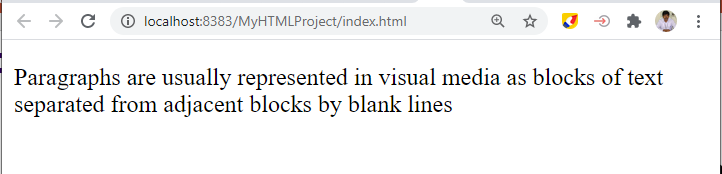 localhost:8383/MyHTMLProject/index.html
Paragraphs are usually represented in visual media as blocks of text
separated from adjacent blocks by blank lines